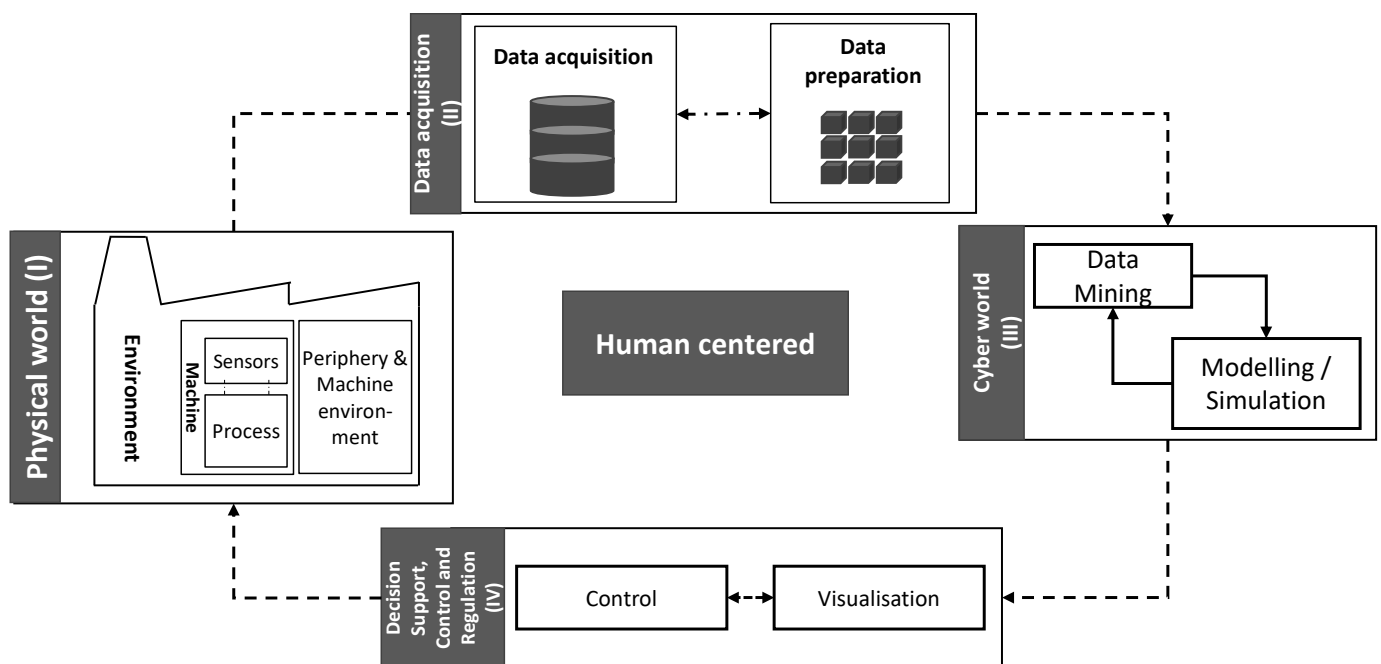 Data acquisition
(II)
Data acquisition
Data
preparation
Physical world (I)
Environment
Machine
Sensors
Process
Periphery &
Machine
environ-
ment
Human centered
Cyber world
(III)
Data
Mining
Modelling /
Simulation
Decision
Support,
Control and
Regulation
(IV)
Control
Visualisation